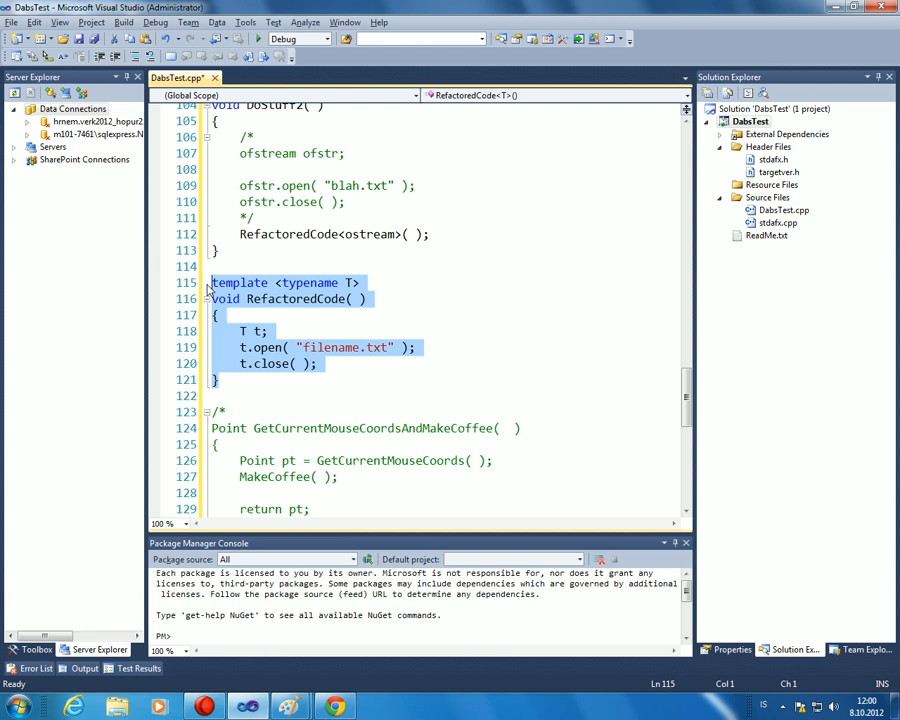 DabsTest - Microsoft Visual Studio (Administrator)
File Edit View Project Build Debug Team Data Tools Test Analyze Window Help
Debug
Server Explorer
Data Connections
hrnem.verk2012_hopur2
m101-7461\sqlexpress.N
Servers
SharePoint Connections
DabsTest.cpp*
(Global Scope) RefactoredCode<T>()
104 void DoStuff2( )
105 {
106 /*
107 ofstream ofstr;
108
109 ofstr.open( "blah.txt" );
110 ofstr.close( );
111 */
112 RefactoredCode<ostream>( );
113 }
114
115 template <typename T>
116 void RefactoredCode( )
117 {
118 T t;
119 t.open( "filename.txt" );
120 t.close( );
121 }
122
123 /*
124 Point GetCurrentMouseCoordsAndMakeCoffee(  )
125 {
126 Point pt = GetCurrentMouseCoords( );
127 MakeCoffee( );
128
129 return pt;
100 %
Solution Explorer
Solution 'DabsTest' (1 project)
DabsTest
External Dependencies
Header Files
stdafx.h
targetver.h
Resource Files
Source Files
DabsTest.cpp
stdafx.cpp
ReadMe.txt
Package Manager Console
Package source: All Default project:
Each package is licensed to you by its owner. Microsoft is not responsible for, nor does it grant any
licenses to, third-party packages. Some packages may include dependencies which are governed by additional
licenses. Follow the package source (feed) URL to determine any dependencies.
Type 'get-help NuGet' to see all available NuGet commands.
PM>
100 %
Toolbox Server Explorer
Properties Solution Ex... Team Explo...
Error List Output Test Results
Ready Ln 115 Col 1 Ch 1 INS
IS 12:00
8.10.2012